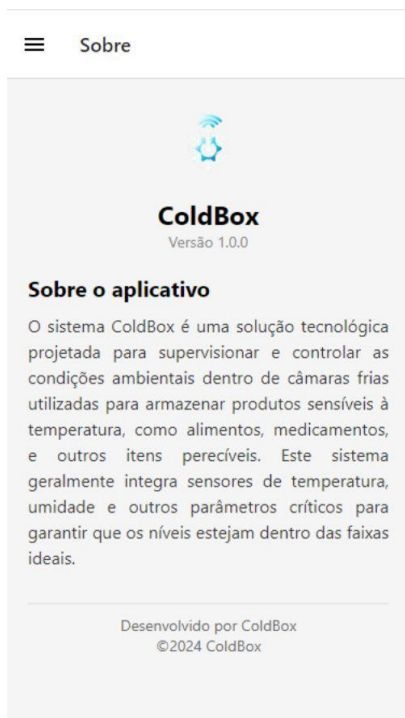 Sobre
ColdBox
Versão 1.0.0
Sobre o aplicativo
O sistema ColdBox é uma solução tecnológica
projetada para supervisionar e controlar as
condições ambientais dentro de câmaras frias
utilizadas para armazenar produtos sensíveis à
temperatura, como alimentos, medicamentos,
e outros itens perecíveis. Este sistema
geralmente integra sensores de temperatura,
umidade e outros parâmetros críticos para
garantir que os níveis estejam dentro das faixas
ideais.
Desenvolvido por ColdBox
©2024 ColdBox